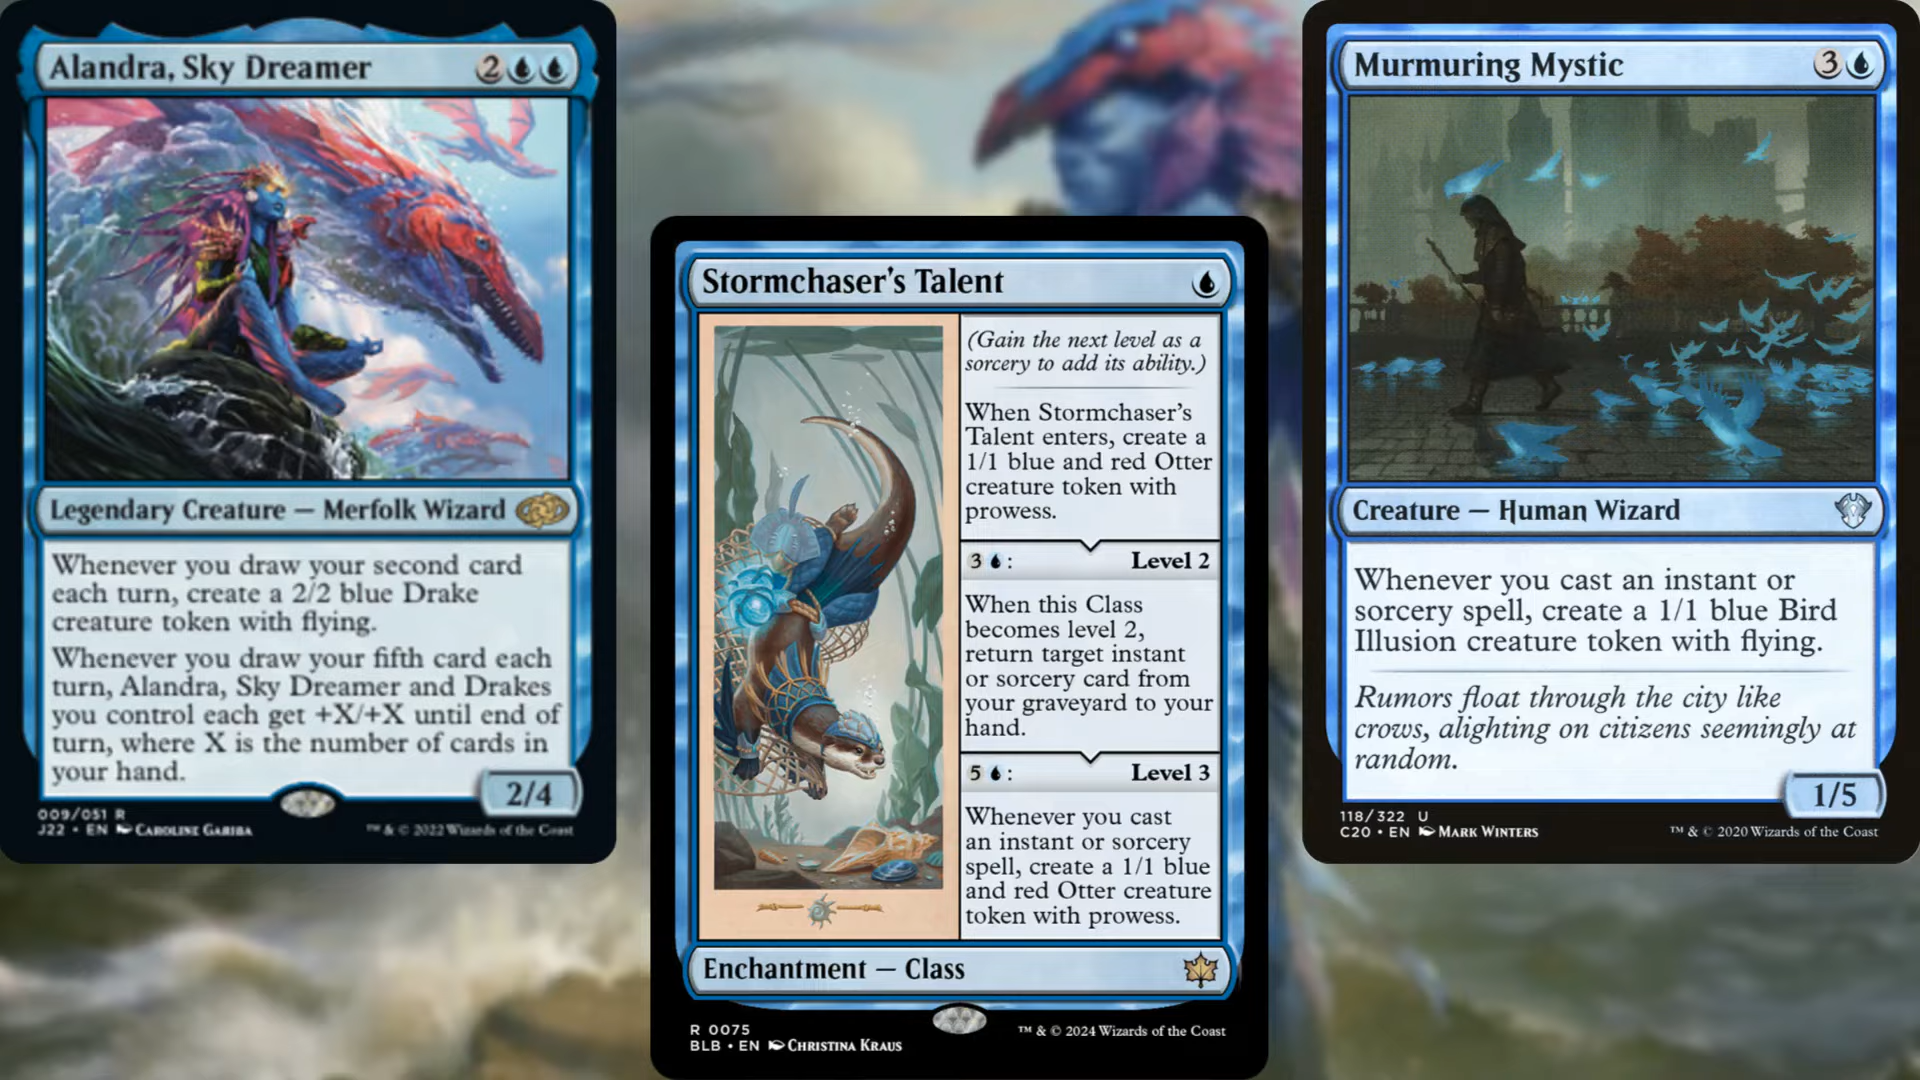 Alandra, Sky Dreamer 2
Legendary Creature — Merfolk Wizard
Whenever you draw your second card
each turn, create a 2/2 blue Drake
creature token with flying.
Whenever you draw your fifth card each
turn, Alandra, Sky Dreamer and Drakes
you control each get +X/+X until end of
turn, where X is the number of cards in
your hand.
2/4
009/051 R
J22 • EN CAROLINE GARIBA
™ & © 2022 Wizards of the Coast
Stormchaser's Talent
(Gain the next level as a
sorcery to add its ability.)
When Stormchaser's
Talent enters, create a
1/1 blue and red Otter
creature token with
prowess.
3 : Level 2
When this Class
becomes level 2,
return target instant
or sorcery card from
your graveyard to your
hand.
5 : Level 3
Whenever you cast
an instant or sorcery
spell, create a 1/1 blue
and red Otter creature
token with prowess.
Enchantment — Class
R 0075
BLB • EN CHRISTINA KRAUS
™ & © 2024 Wizards of the Coast
Murmuring Mystic 3
Creature — Human Wizard
Whenever you cast an instant or
sorcery spell, create a 1/1 blue Bird
Illusion creature token with flying.
Rumors float through the city like
crows, alighting on citizens seemingly at
random.
1/5
118/322 U
C20 • EN MARK WINTERS
™ & © 2020 Wizards of the Coast